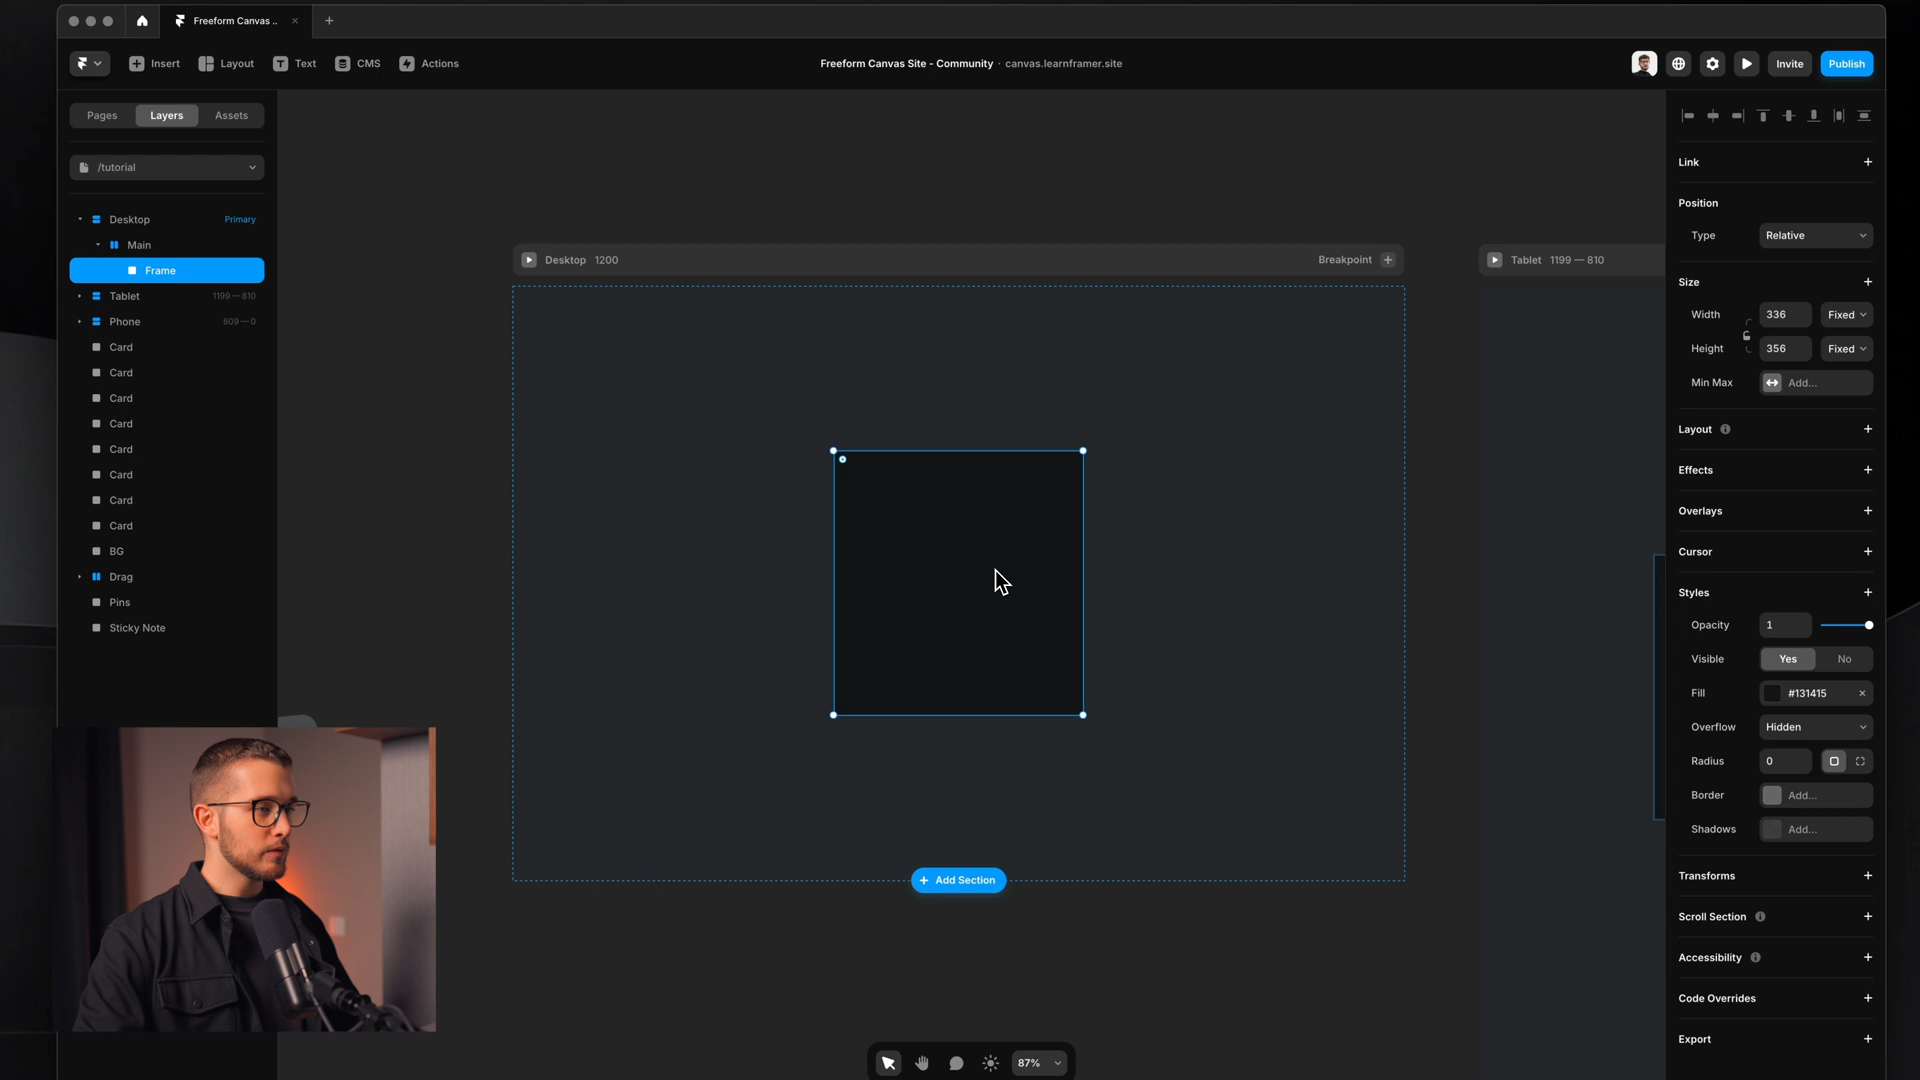 Freeform Canvas ..
Insert
Layout
Text
CMS
Actions
Freeform Canvas Site - Community · canvas.learnframer.site
Invite
Publish
Pages
Layers
Assets
/tutorial
Desktop
Primary
Main
Frame
Tablet
1199 — 810
Phone
809 — 0
Card
Card
Card
Card
Card
Card
Card
Card
BG
Drag
Pins
Sticky Note
Desktop 1200
Breakpoint
Tablet 1199 — 810
Add Section
87%
Link
Position
Type
Relative
Size
Width
336
Fixed
Height
356
Fixed
Min Max
Add...
Layout
Effects
Overlays
Cursor
Styles
Opacity
1
Visible
Yes
No
Fill
#131415
Overflow
Hidden
Radius
0
Border
Add...
Shadows
Add...
Transforms
Scroll Section
Accessibility
Code Overrides
Export